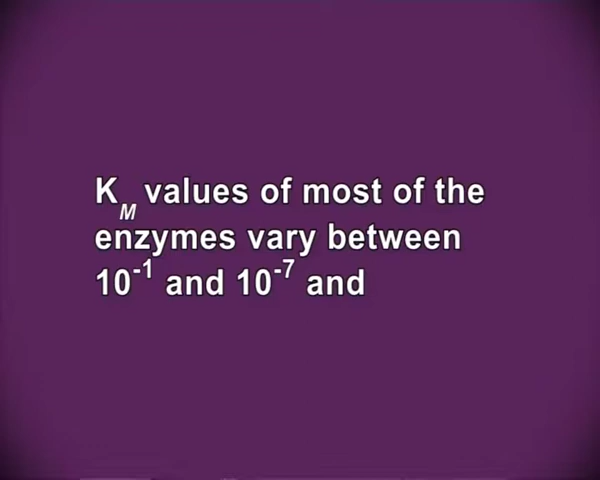 K_M values of most of the
enzymes vary between
10⁻¹ and 10⁻⁷ and